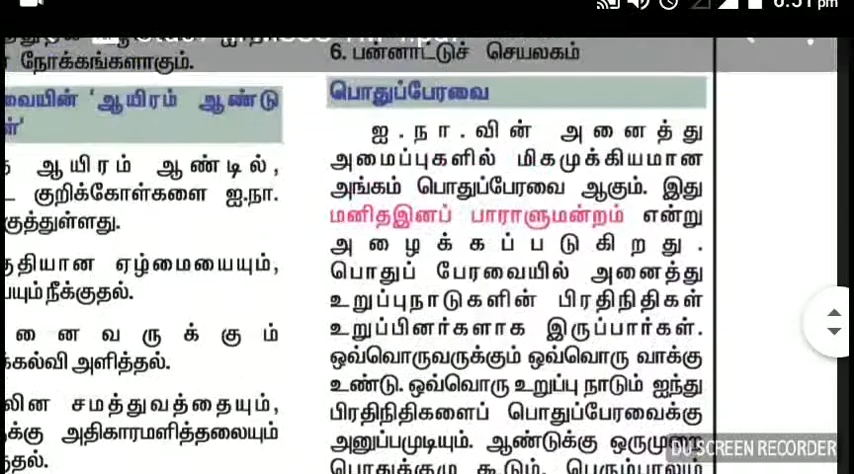 6:51 pm
நோக்கங்களாகும்.
வையின் 'ஆயிரம் ஆண்டு
ஆயிரம் ஆண்டில்,
குறிக்கோள்களை ஐ.நா.
குத்துள்ளது.
தியான ஏழ்மையையும்,
யும் நீக்குதல்.
னைவருக்கும்
க்கல்வி அளித்தல்.
லின சமத்துவத்தையும்,
க்கு அதிகாரமளித்தலையும்
தல்.
6. பன்னாட்டுச் செயலகம்
பொதுப்பேரவை
ஐ.நா.வின் அனைத்து
அமைப்புகளில் மிகமுக்கியமான
அங்கம் பொதுப்பேரவை ஆகும். இது
மனிதஇனப் பாராளுமன்றம் என்று
அழைக்கப்படுகிறது.
பொதுப் பேரவையில் அனைத்து
உறுப்புநாடுகளின் பிரதிநிதிகள்
உறுப்பினர்களாக இருப்பார்கள்.
ஒவ்வொருவருக்கும் ஒவ்வொரு வாக்கு
உண்டு. ஒவ்வொரு உறுப்பு நாடும் ஐந்து
பிரதிநிதிகளைப் பொதுப்பேரவைக்கு
அனுப்பமுடியும். ஆண்டுக்கு ஒருமுறை
கூடும். பெரும்பாலும்
DU SCREEN RECORDER